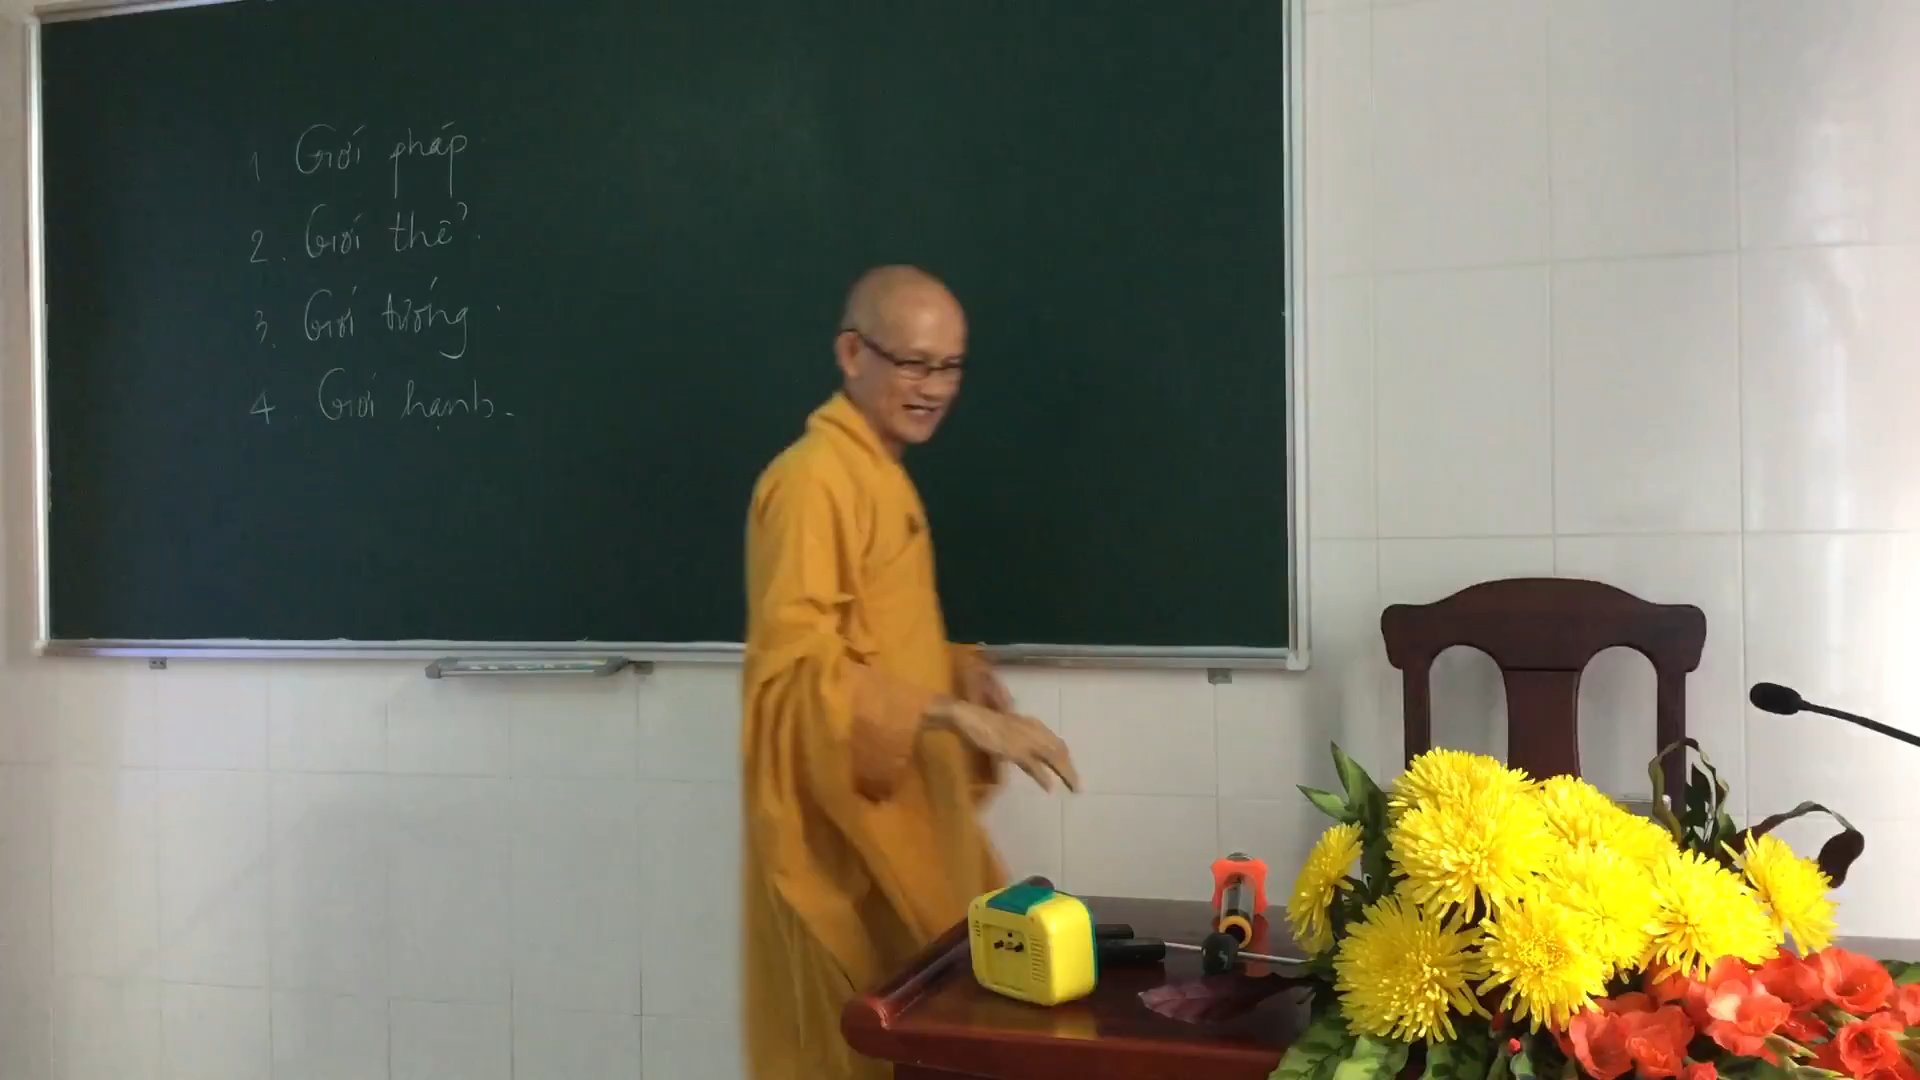 1 Giới pháp
2. Giới thể.
3. Giới tướng.
4. Giới hạnh.